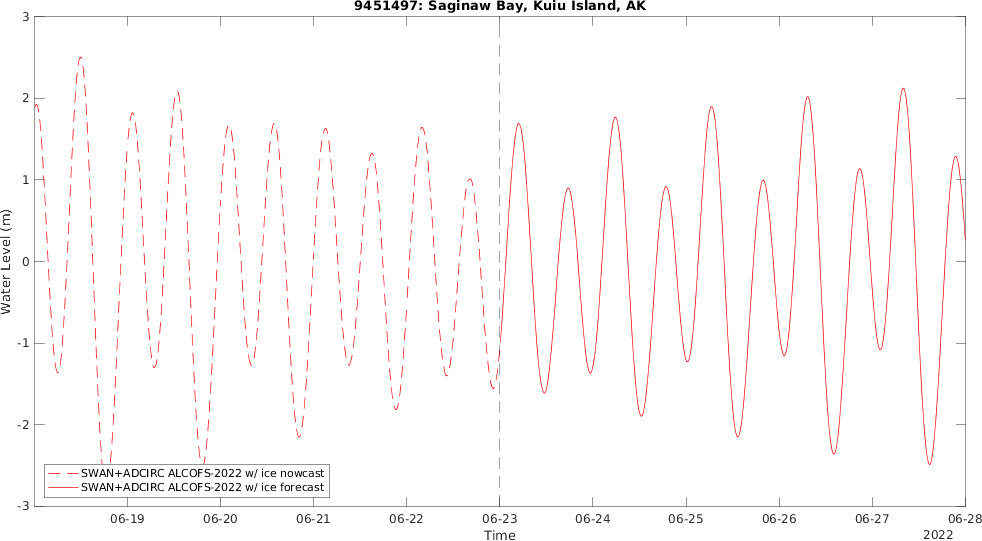 9451497: Saginaw Bay, Kuiu Island, AK
Water Level (m)
3
2
1
0
-1
-2
-3
SWAN+ADCIRC ALCOFS-2022 w/ ice nowcast
SWAN+ADCIRC ALCOFS-2022 w/ ice forecast
06-19 06-20 06-21 06-22 06-23 06-24 06-25 06-26 06-27 06-28
Time
2022